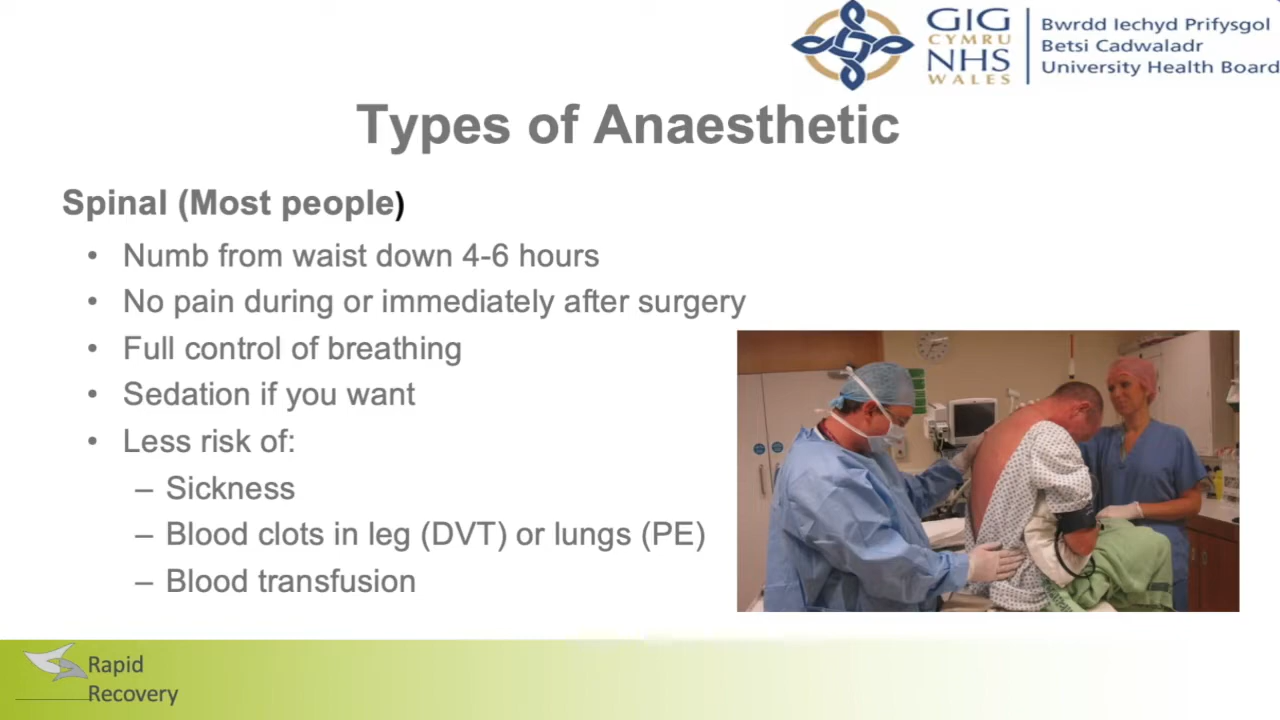 GIG
CYMRU
NHS
WALES
Bwrdd Iechyd Prifysgol
Betsi Cadwaladr
University Health Board
Types of Anaesthetic
Spinal (Most people)
• Numb from waist down 4-6 hours
• No pain during or immediately after surgery
• Full control of breathing
• Sedation if you want
• Less risk of:
– Sickness
– Blood clots in leg (DVT) or lungs (PE)
– Blood transfusion
Rapid
Recovery